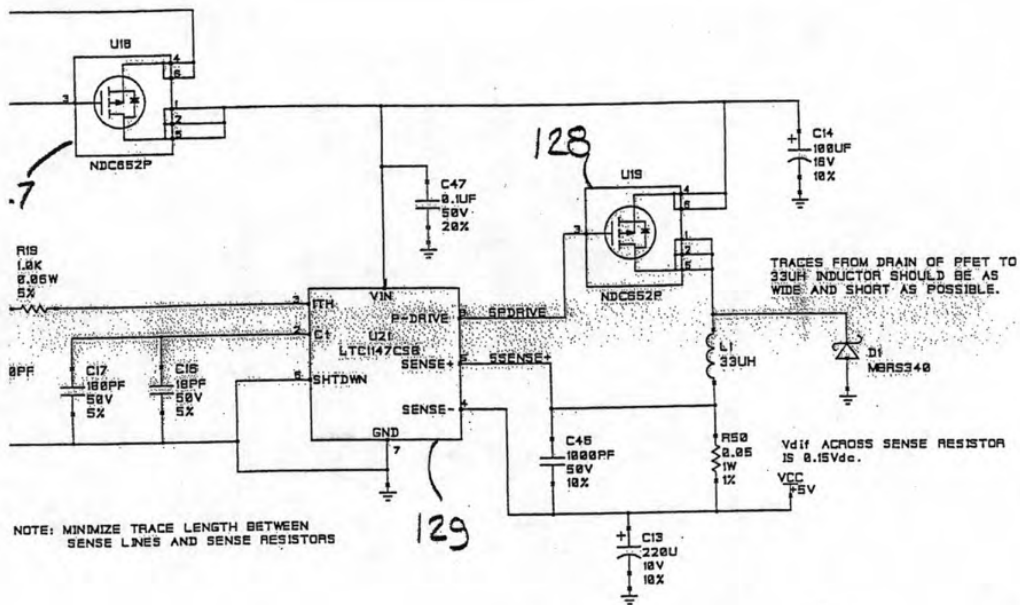 U18
4
6
3
1
2
5
NDC652P
.7
C47
0.1UF
50V
20%
128
U19
4
6
3
1
2
5
NDC652P
C14
100UF
16V
10%
+
TRACES FROM DRAIN OF PFET TO
33UH INDUCTOR SHOULD BE AS
WIDE AND SHORT AS POSSIBLE.
R19
1.0K
0.06W
5%
3
ITH
VIN
U21
LTC1147CS8
P-DRIVE
5PDRIVE
2
Ct
SENSE+
5
5SENSE+
6
SHTDWN
SENSE-
4
GND
7
0PF
C17
180PF
50V
5%
C16
10PF
50V
5%
L1
33UH
D1
MBRS340
C46
1000PF
50V
10%
R50
0.05
1W
1%
Vdif ACROSS SENSE RESISTOR
IS 0.15Vdc.
VCC
+5V
129
+
C13
220U
10V
10%
NOTE: MINIMIZE TRACE LENGTH BETWEEN
SENSE LINES AND SENSE RESISTORS